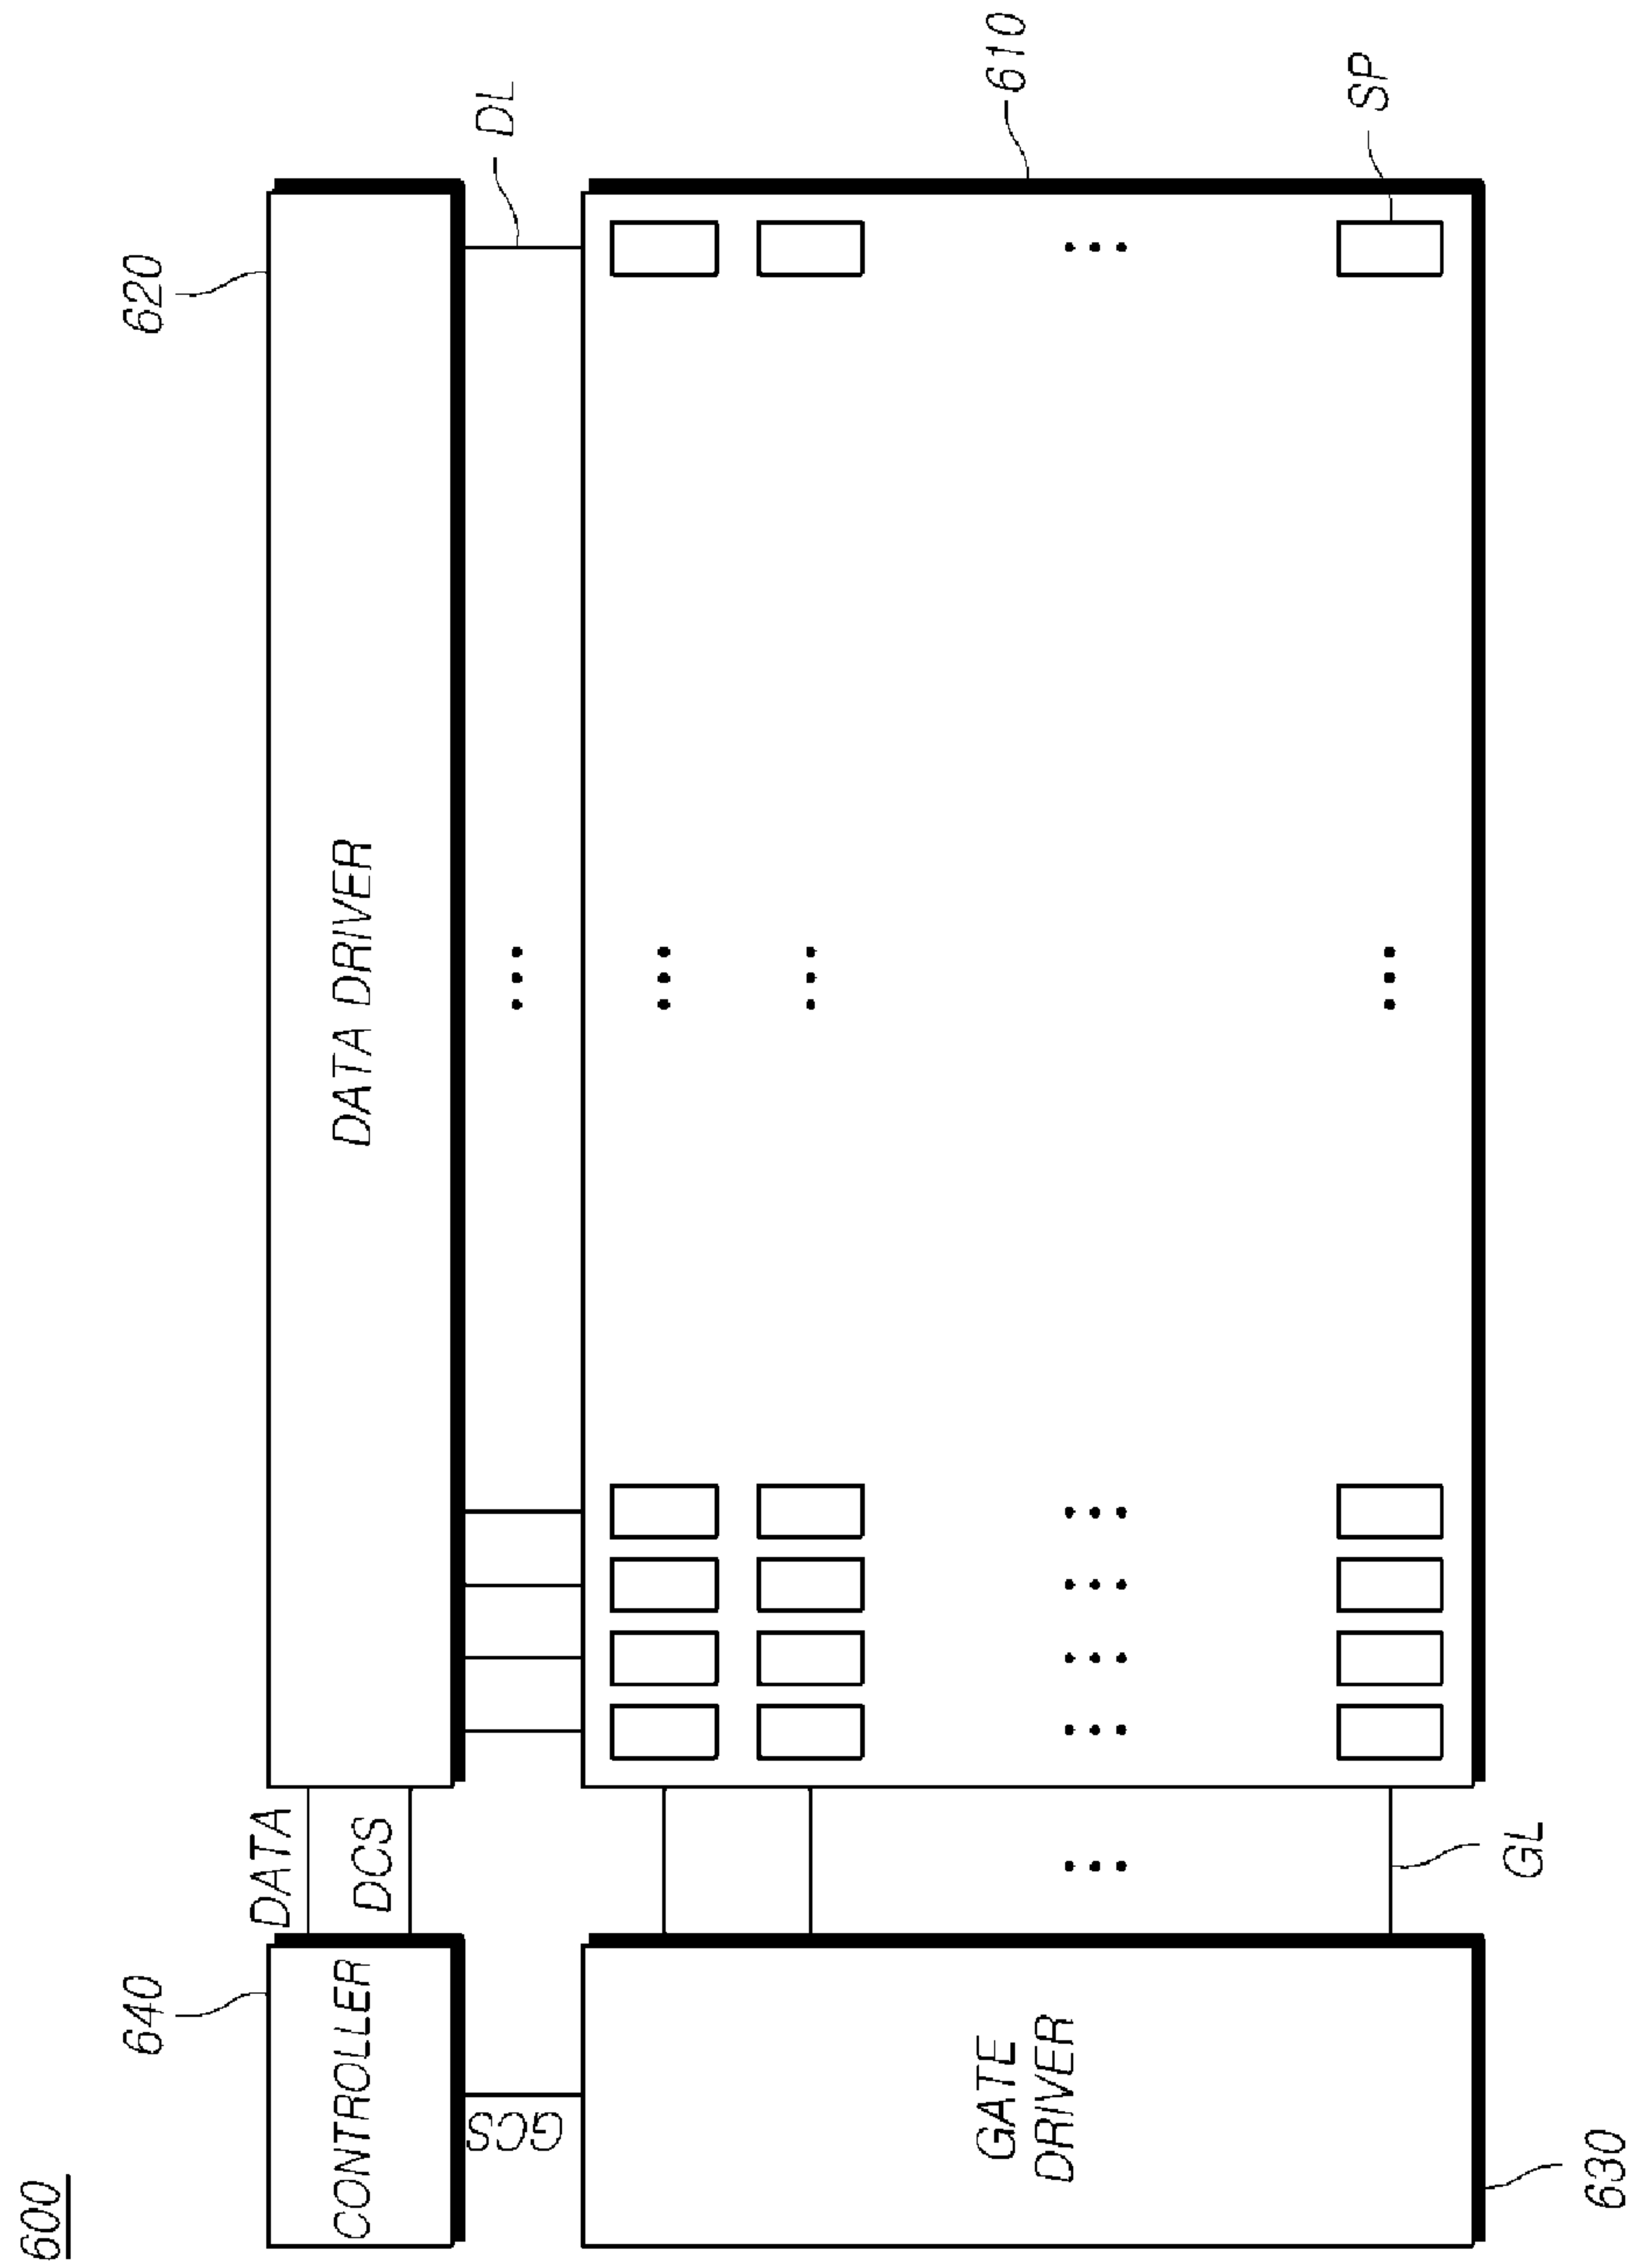 600
640
620
CONTROLLER
DATA
DCS
DATA DRIVER
GCS
DL
GATE
DRIVER
610
SP
GL
630